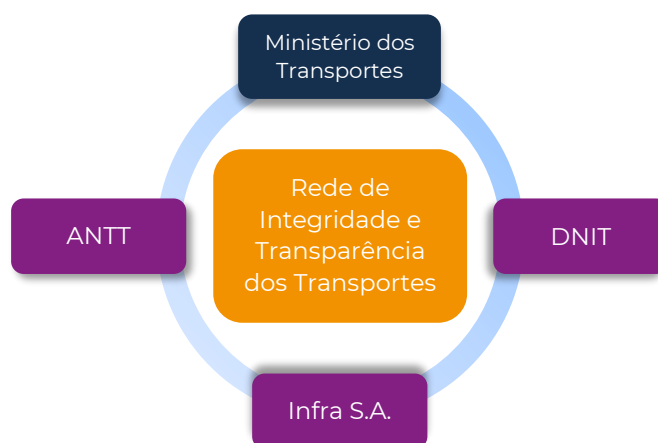 Ministério dos
Transportes
Rede de
Integridade e
Transparência
dos Transportes
ANTT
DNIT
Infra S.A.